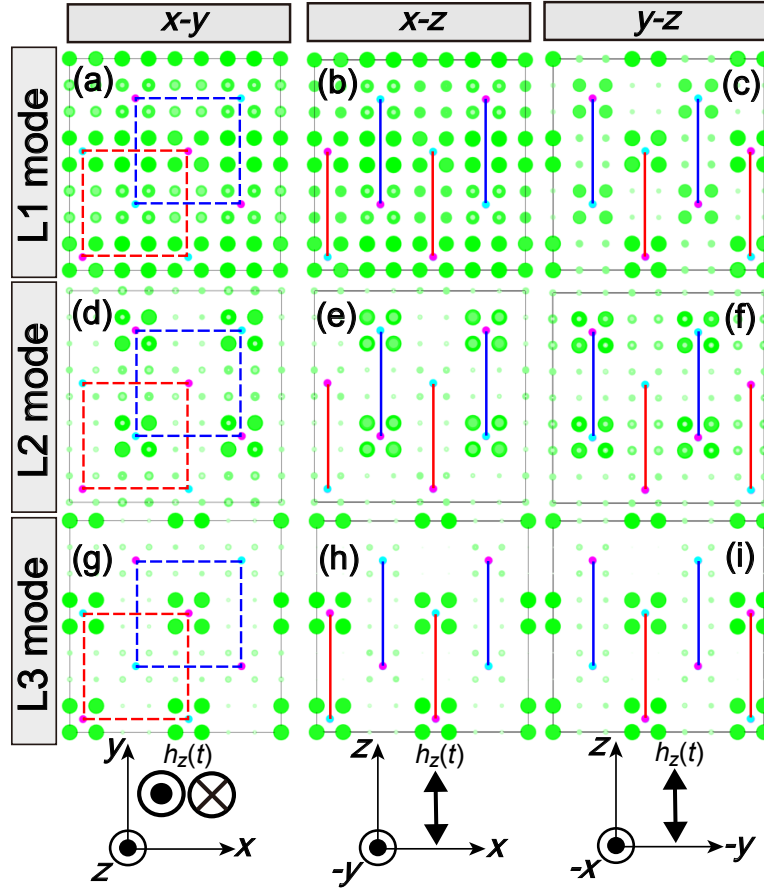 x-y
x-z
y-z
L1 mode
(a)
(b)
(c)
L2 mode
(d)
(e)
(f)
L3 mode
(g)
(h)
(i)
y
hz(t)
z
x
z
hz(t)
-y
x
z
hz(t)
-x
-y